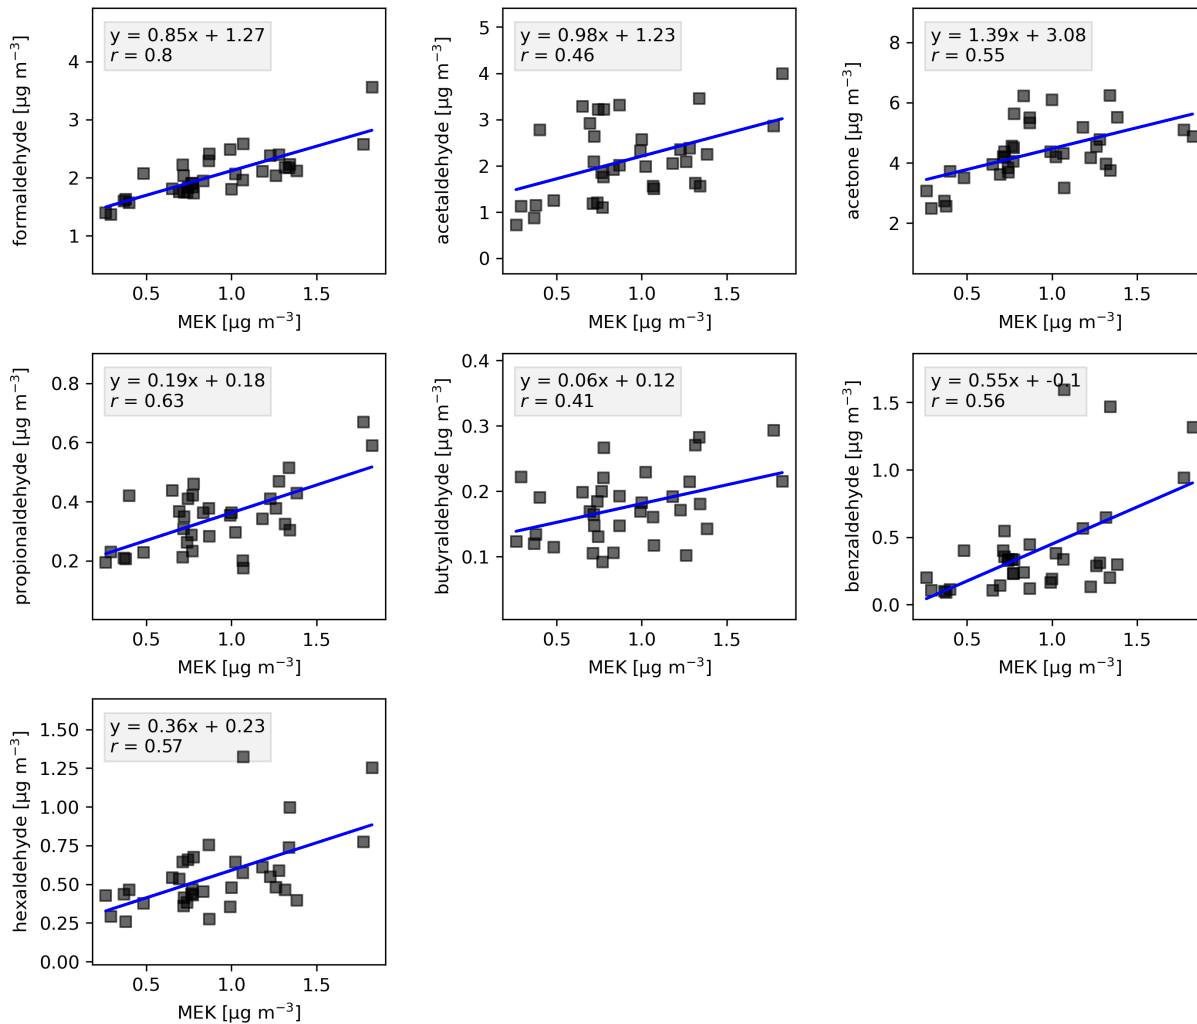 y = 0.85x + 1.27
r = 0.8
formaldehyde [µg m⁻³]
4
3
2
1
0.5 1.0 1.5
MEK [µg m⁻³]
y = 0.98x + 1.23
r = 0.46
acetaldehyde [µg m⁻³]
5
4
3
2
1
0
0.5 1.0 1.5
MEK [µg m⁻³]
y = 1.39x + 3.08
r = 0.55
acetone [µg m⁻³]
8
6
4
2
0.5 1.0 1.5
MEK [µg m⁻³]
y = 0.19x + 0.18
r = 0.63
propionaldehyde [µg m⁻³]
0.8
0.6
0.4
0.2
0.5 1.0 1.5
MEK [µg m⁻³]
y = 0.06x + 0.12
r = 0.41
butyraldehyde [µg m⁻³]
0.4
0.3
0.2
0.1
0.5 1.0 1.5
MEK [µg m⁻³]
y = 0.55x + -0.1
r = 0.56
benzaldehyde [µg m⁻³]
1.5
1.0
0.5
0.0
0.5 1.0 1.5
MEK [µg m⁻³]
y = 0.36x + 0.23
r = 0.57
hexaldehyde [µg m⁻³]
1.50
1.25
1.00
0.75
0.50
0.25
0.00
0.5 1.0 1.5
MEK [µg m⁻³]